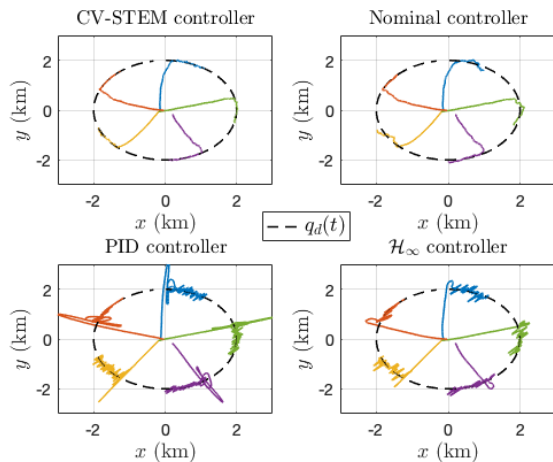 CV-STEM controller
Nominal controller
2
0
-2
y (km)
-2
0
2
x (km)
2
0
-2
y (km)
-2
0
2
x (km)
q_d(t)
PID controller
ℋ∞ controller
2
0
-2
y (km)
-2
0
2
x (km)
2
0
-2
y (km)
-2
0
2
x (km)